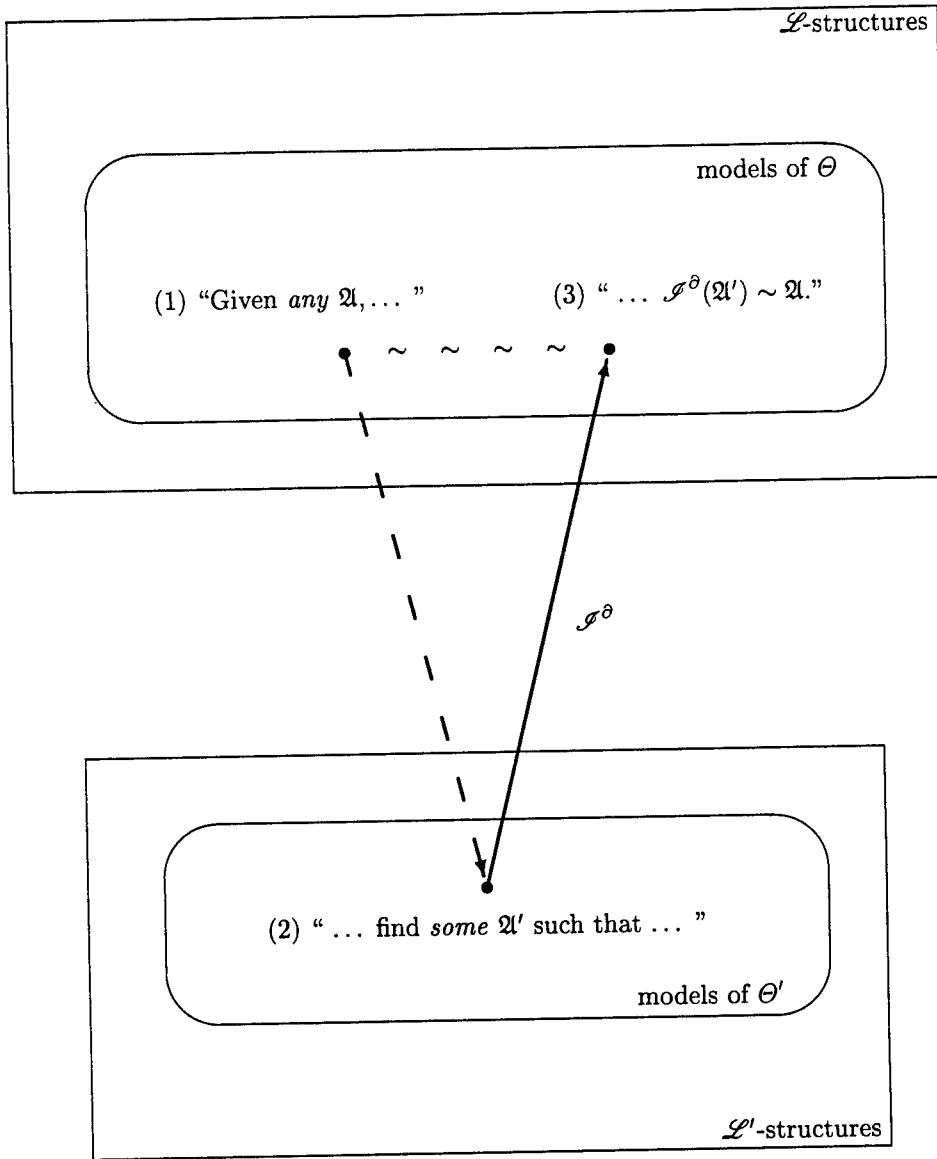 ℒ-structures
models of Θ
(1) “Given any 𝔄, … ”
(3) “ … ℐ^∂(𝔄′) ∼ 𝔄.”
∼ ∼ ∼ ∼
ℐ^∂
(2) “ … find some 𝔄′ such that … ”
models of Θ′
ℒ′-structures